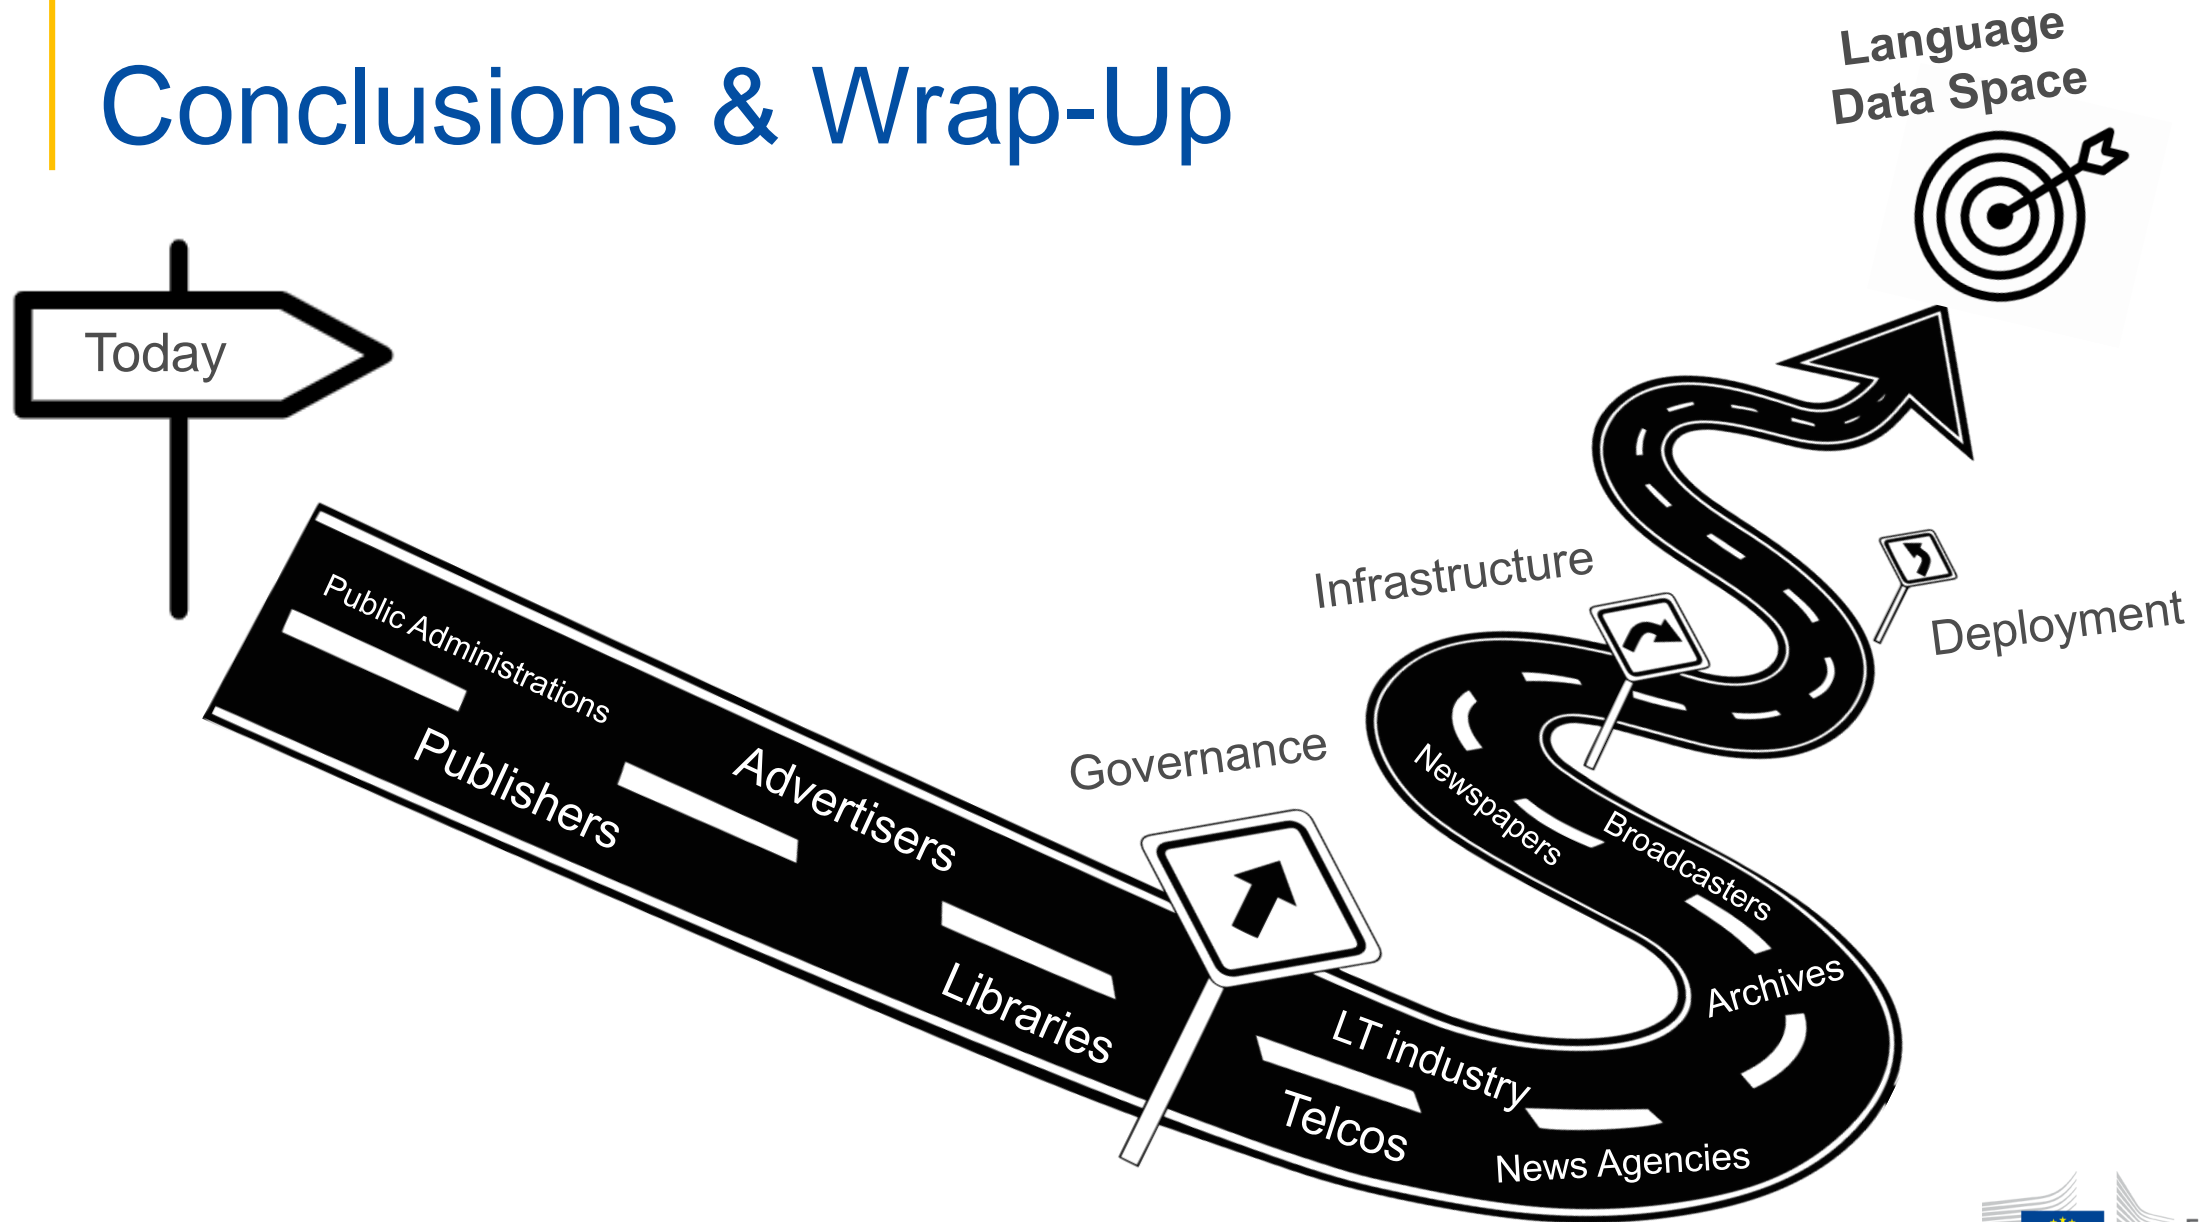 Conclusions & Wrap-Up
Language
Data Space
Today
Infrastructure
Deployment
Governance
Public Administrations
Publishers
Advertisers
Libraries
LT industry
Telcos
News Agencies
Archives
Broadcasters
Newspapers